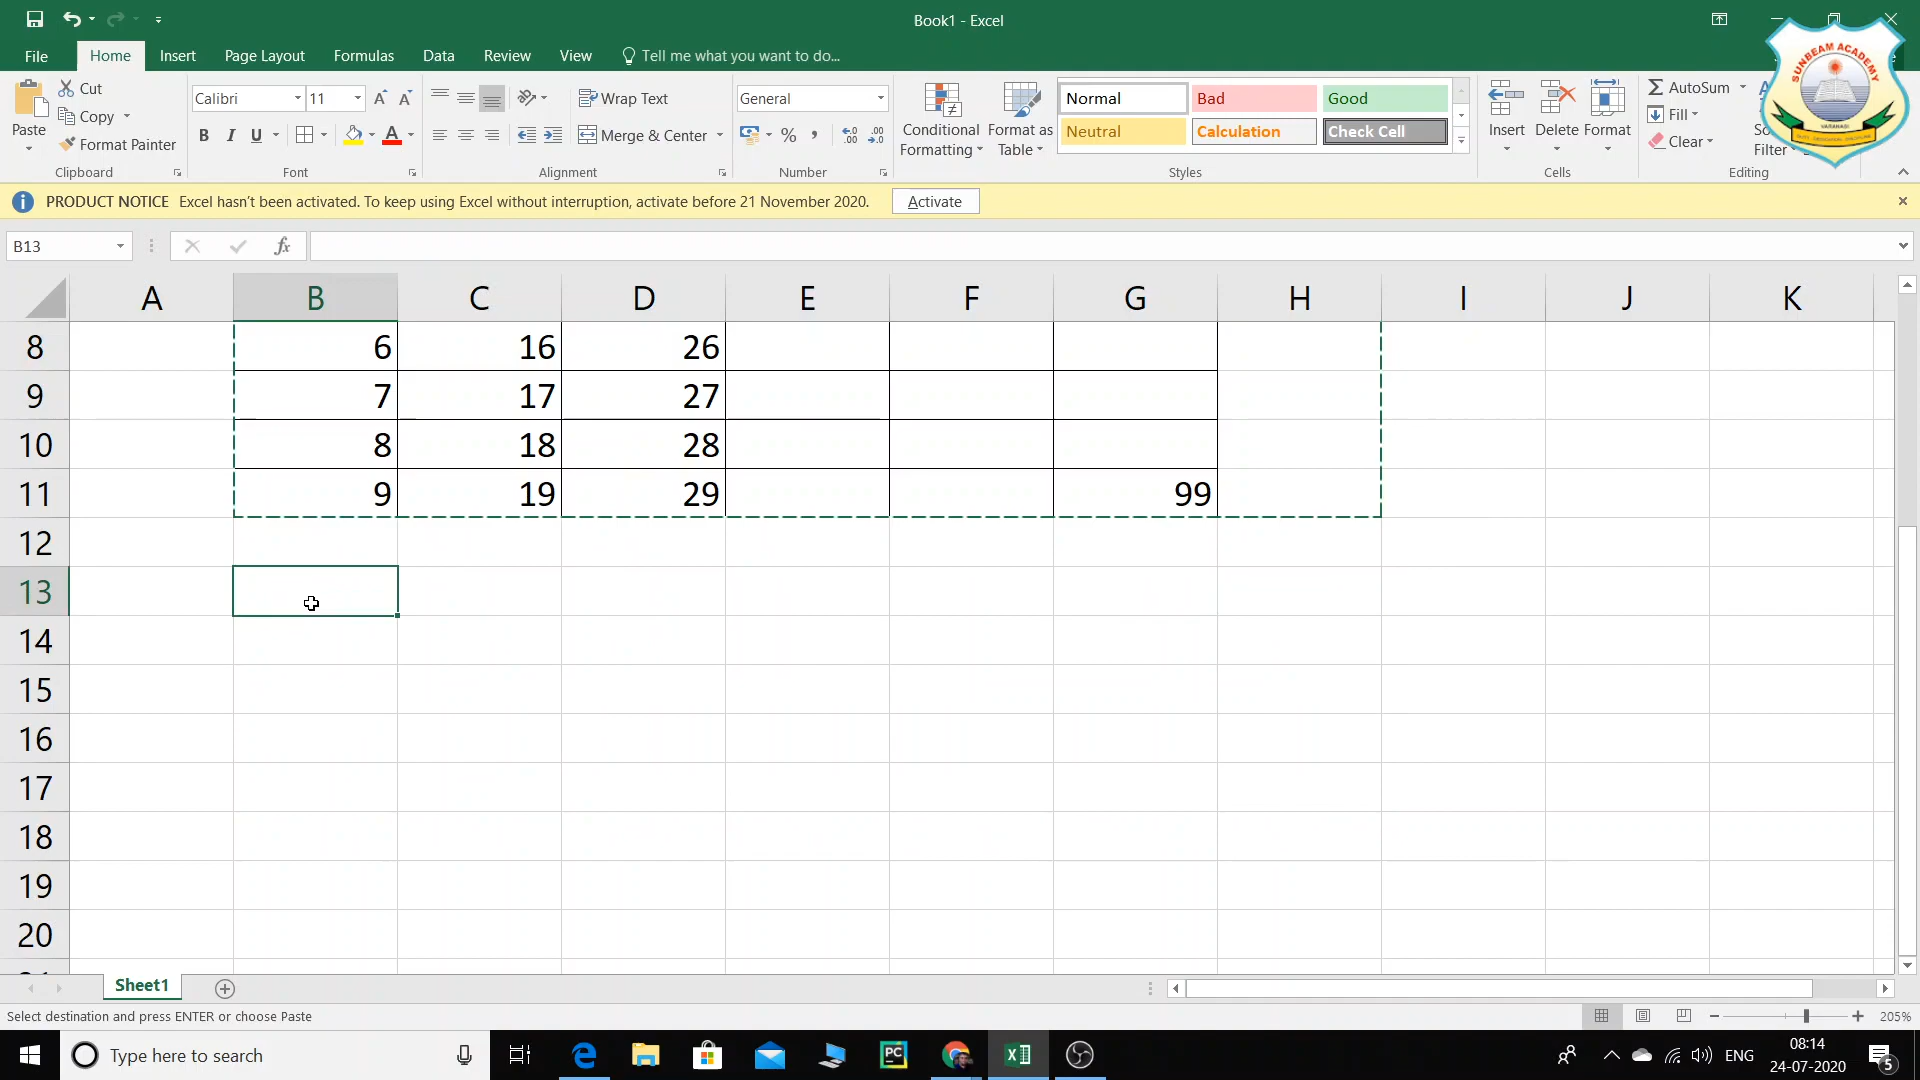 Book1 - Excel
File Home Insert Page Layout Formulas Data Review View Tell me what you want to do...
Paste
Cut
Copy
Format Painter
Clipboard
Calibri 11
B I U
Font
Wrap Text
Merge & Center
Alignment
General
Number
Conditional Formatting
Format as Table
Normal Bad Good
Neutral Calculation Check Cell
Styles
Insert Delete Format
Cells
AutoSum
Fill
Clear
Filter
Editing
SUNBEAM ACADEMY
VARANASI
PRODUCT NOTICE Excel hasn't been activated. To keep using Excel without interruption, activate before 21 November 2020. Activate
B13 fx
A B C D E F G H I J K
8 6 16 26
9 7 17 27
10 8 18 28
11 9 19 29 99
12
13
14
15
16
17
18
19
20
Sheet1
Select destination and press ENTER or choose Paste 205%
Type here to search
PC
ENG
08:14
24-07-2020
5